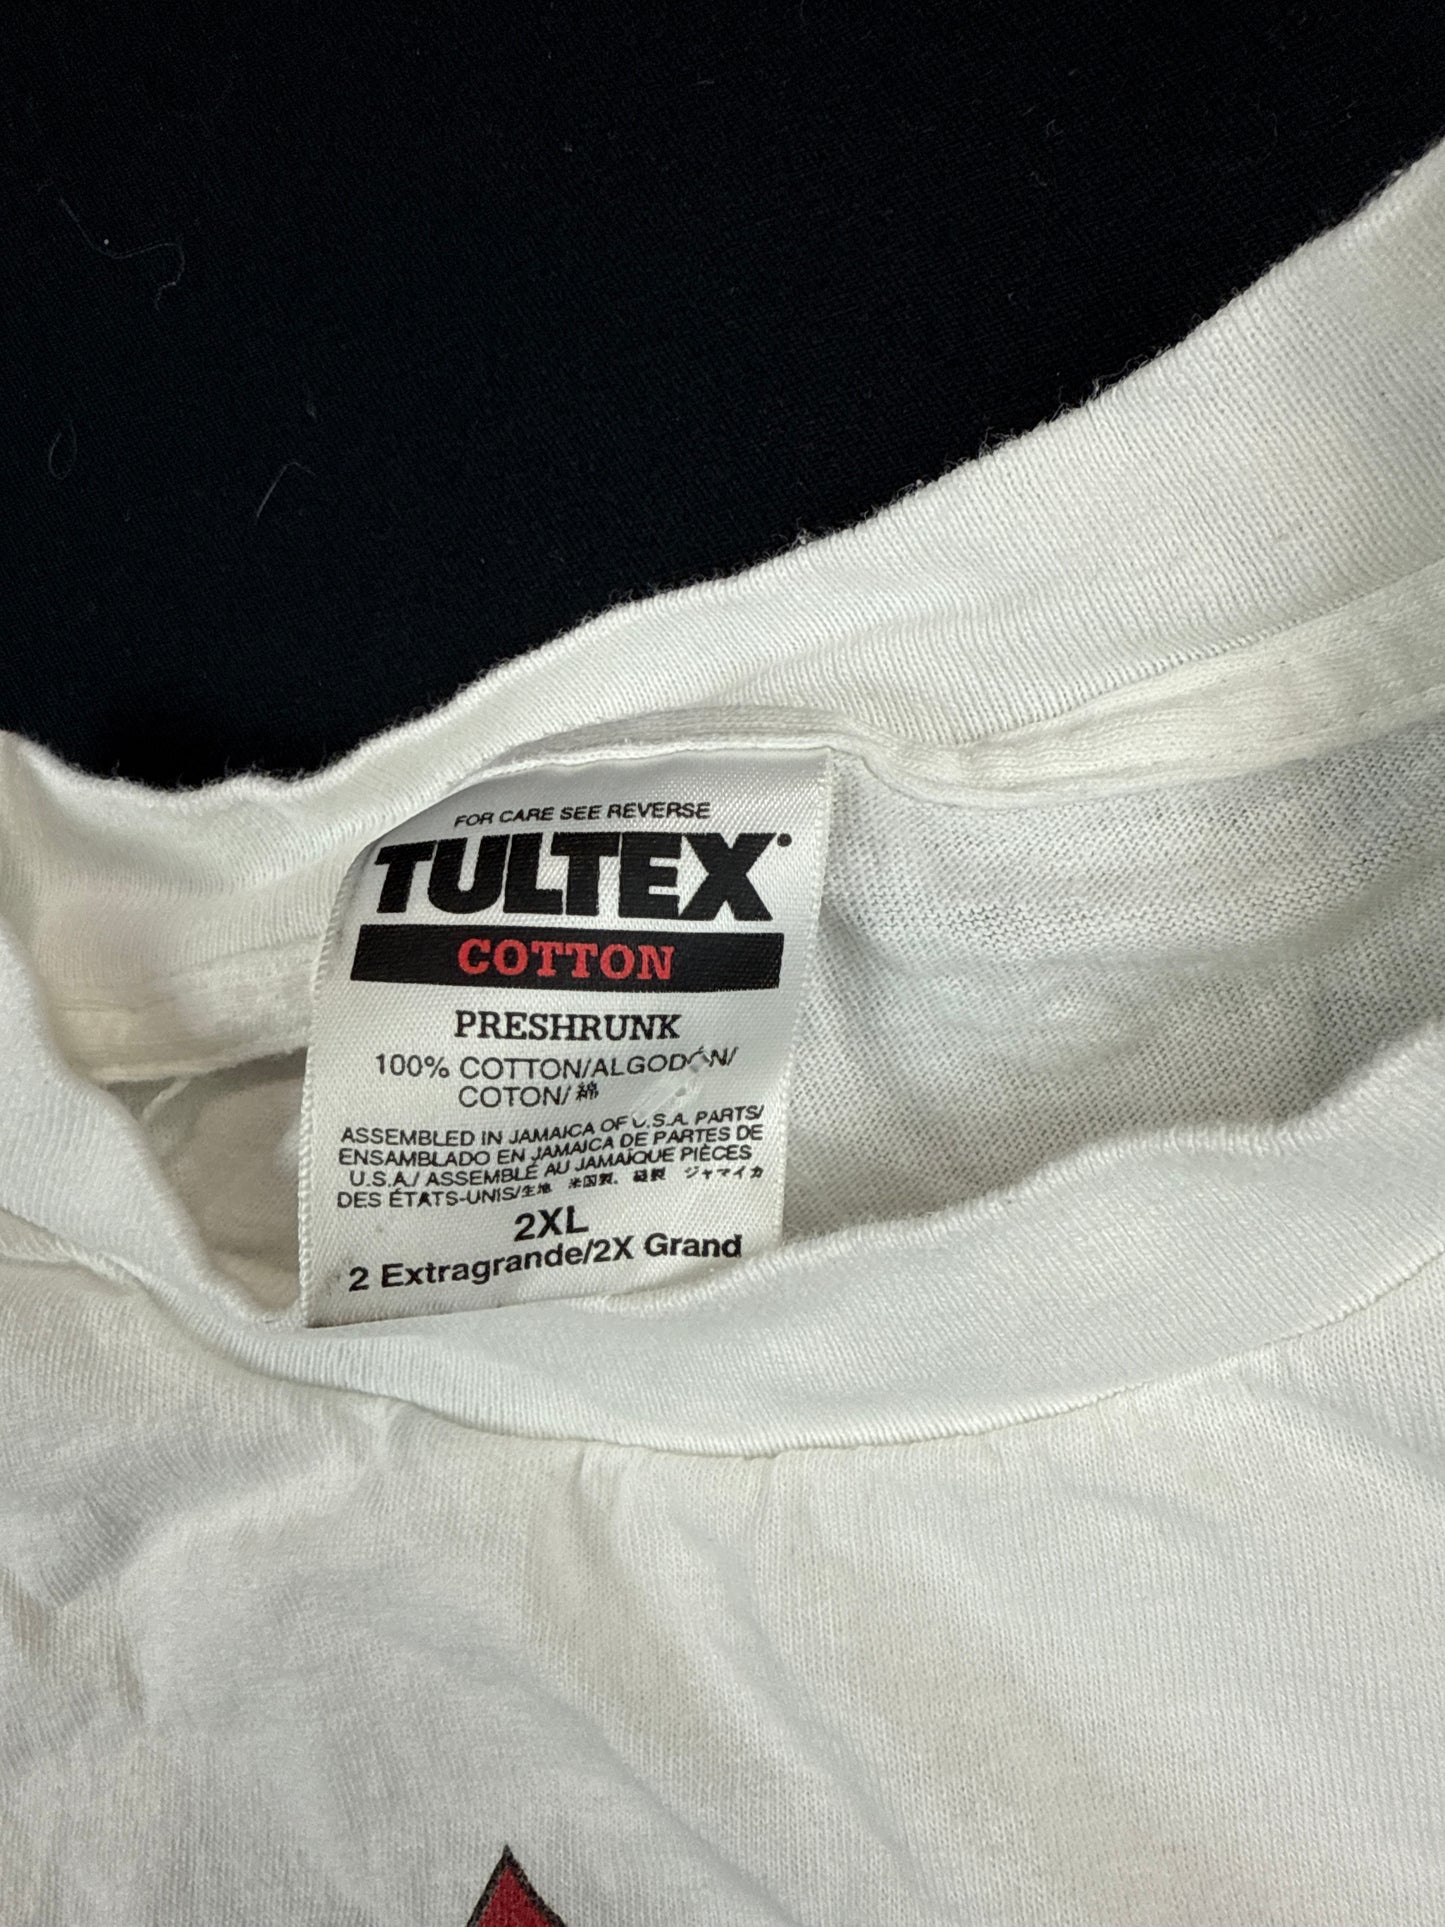 FOR CARE SEE REVERSE
TULTEX
COTTON
PRESHRUNK
100% COTTON/ALGODÓN/
COTON/綿
ASSEMBLED IN JAMAICA OF U.S.A. PARTS/
ENSAMBLADO EN JAMAICA DE PARTES DE
U.S.A./ ASSEMBLÉ AU JAMAÏQUE PIÈCES
DES ÉTATS-UNIS/生地 米国製、縫製 ジャマイカ
2XL
2 Extragrande/2X Grand